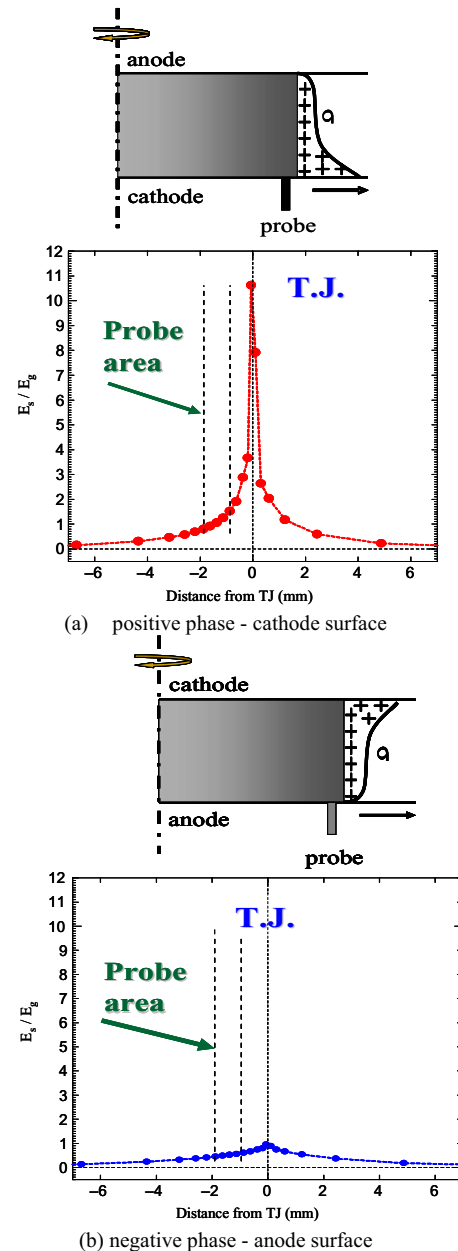 anode
σ
cathode
probe
12
11
10
9
8
7
6
5
4
3
2
1
0
E_s / E_g
T.J.
Probe
area
−6 −4 −2 0 2 4 6
Distance from TJ (mm)
(a) positive phase - cathode surface
cathode
σ
anode
probe
12
11
10
9
8
7
6
5
4
3
2
1
0
E_s / E_g
T.J.
Probe
area
−6 −4 −2 0 2 4 6
Distance from TJ (mm)
(b) negative phase - anode surface